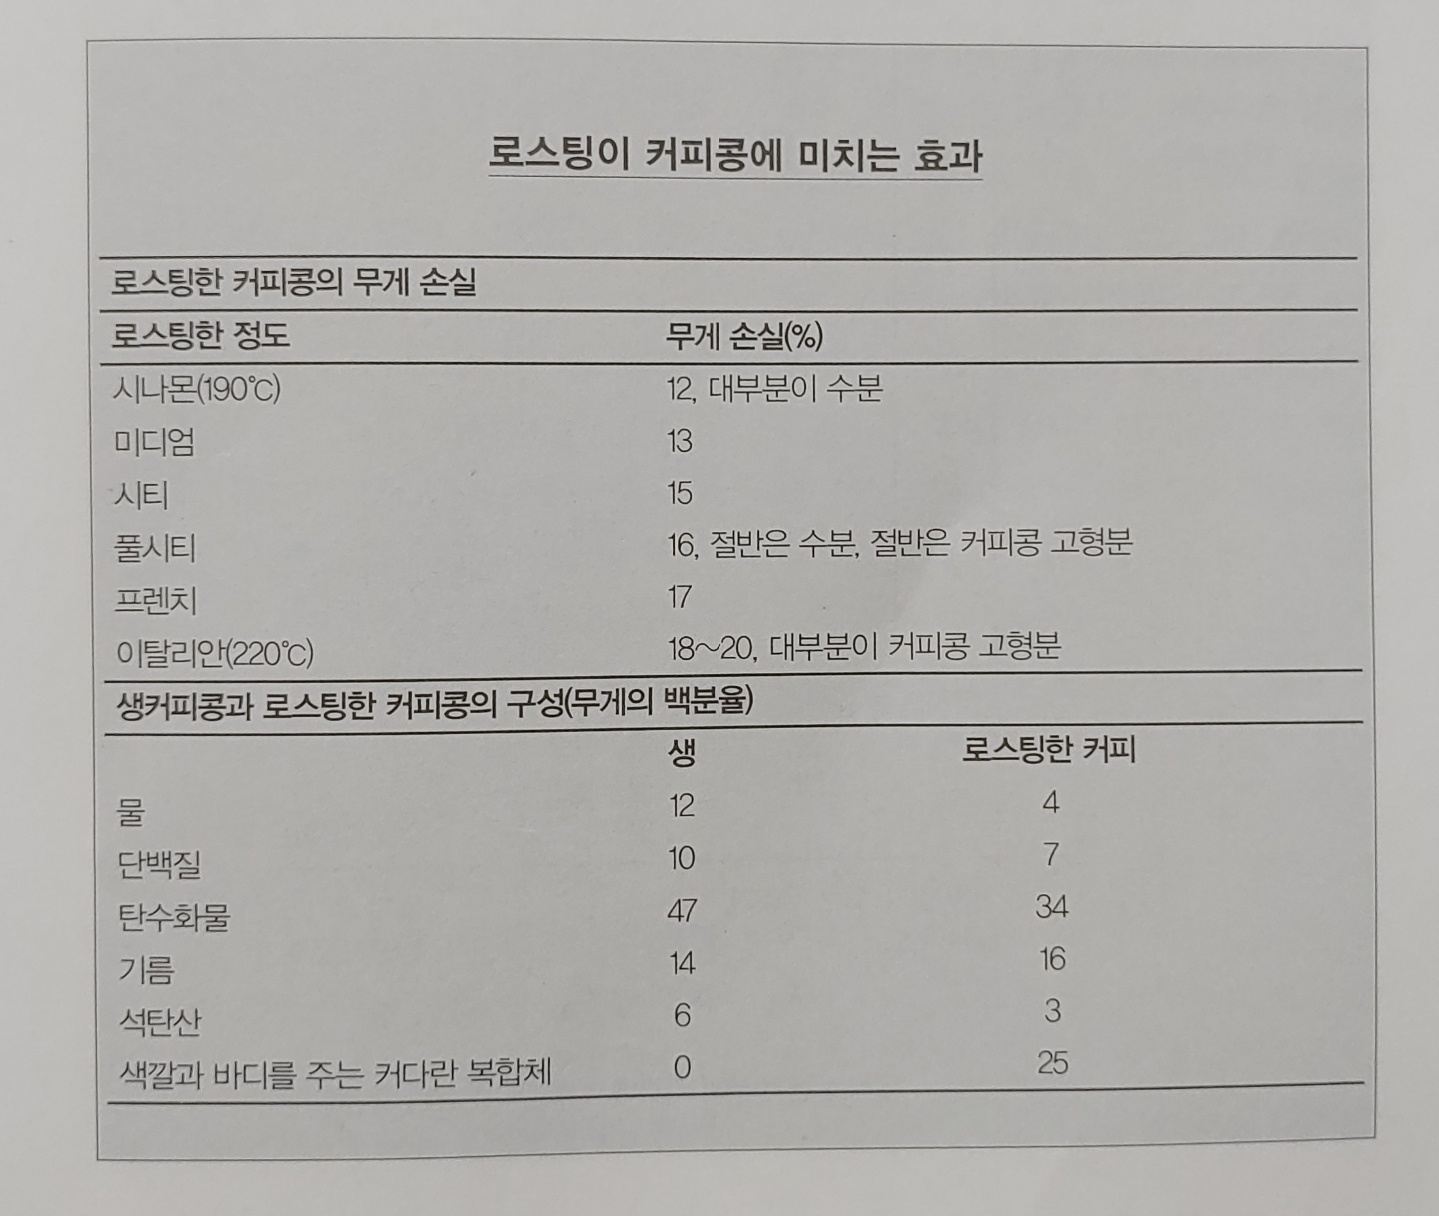 로스팅이 커피콩에 미치는 효과
로스팅한 커피콩의 무게 손실
로스팅한 정도 무게 손실(%)
시나몬(190℃) 12, 대부분이 수분
미디엄 13
시티 15
풀시티 16, 절반은 수분, 절반은 커피콩 고형분
프렌치 17
이탈리안(220℃) 18~20, 대부분이 커피콩 고형분
생커피콩과 로스팅한 커피콩의 구성(무게의 백분율)
생 로스팅한 커피
물 12 4
단백질 10 7
탄수화물 47 34
기름 14 16
석탄산 6 3
색깔과 바디를 주는 커다란 복합체 0 25